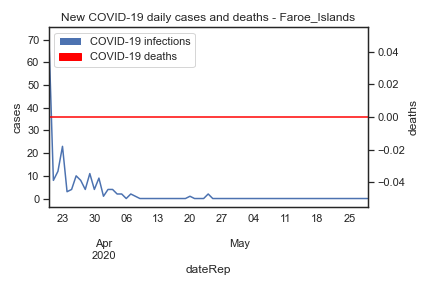 New COVID-19 daily cases and deaths - Faroe_Islands
COVID-19 infections
COVID-19 deaths
cases
70
60
50
40
30
20
10
0
deaths
0.04
0.02
0.00
−0.02
−0.04
23 30 06 13 20 27 04 11 18 25
Apr May
2020
dateRep